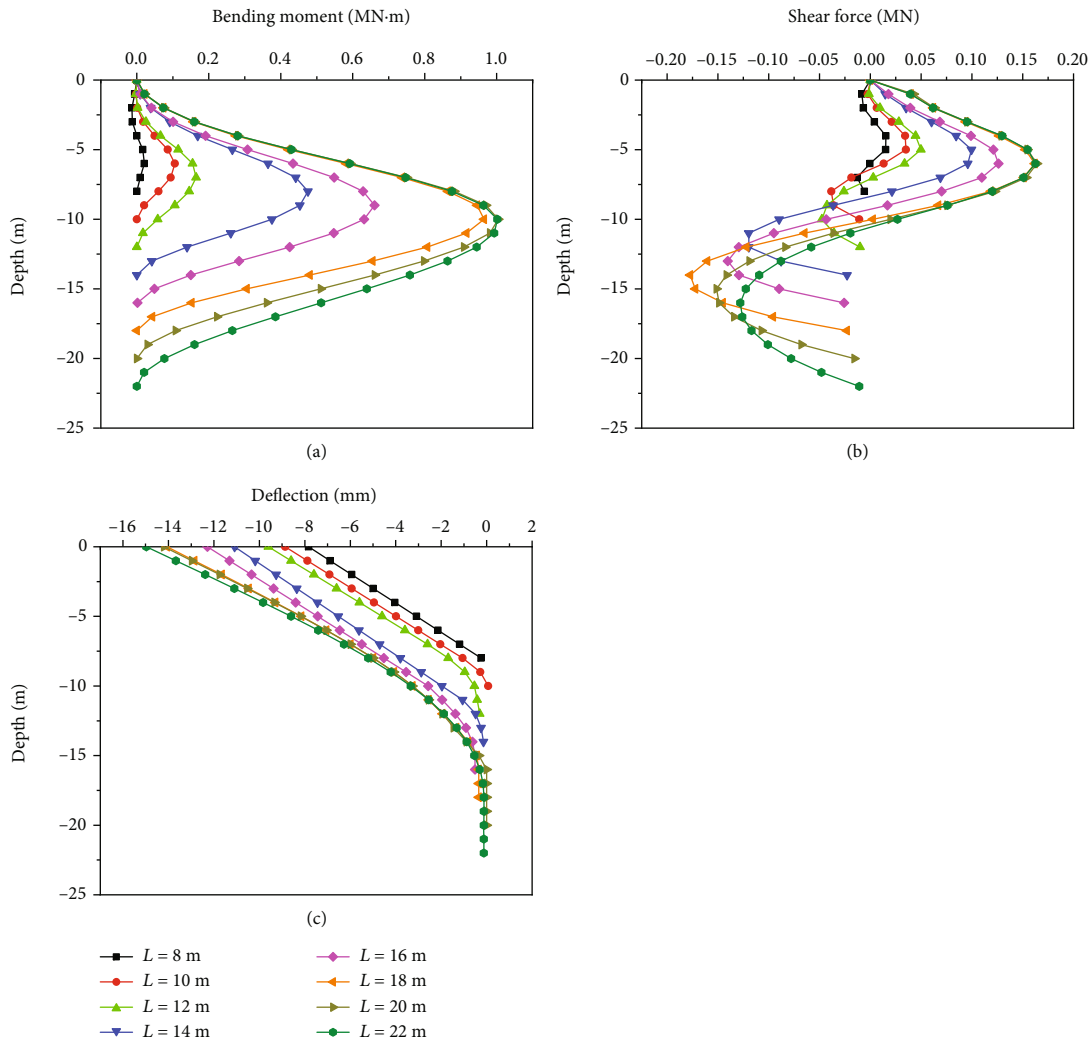 Bending moment (MN·m)
0.0 0.2 0.4 0.6 0.8 1.0
0
–5
–10
–15
–20
–25
Depth (m)
(a)
Shear force (MN)
–0.20 –0.15 –0.10 –0.05 0.00 0.05 0.10 0.15 0.20
0
–5
–10
–15
–20
–25
Depth (m)
(b)
Deflection (mm)
–16 –14 –12 –10 –8 –6 –4 –2 0 2
0
–5
–10
–15
–20
–25
Depth (m)
(c)
L = 8 m
L = 10 m
L = 12 m
L = 14 m
L = 16 m
L = 18 m
L = 20 m
L = 22 m